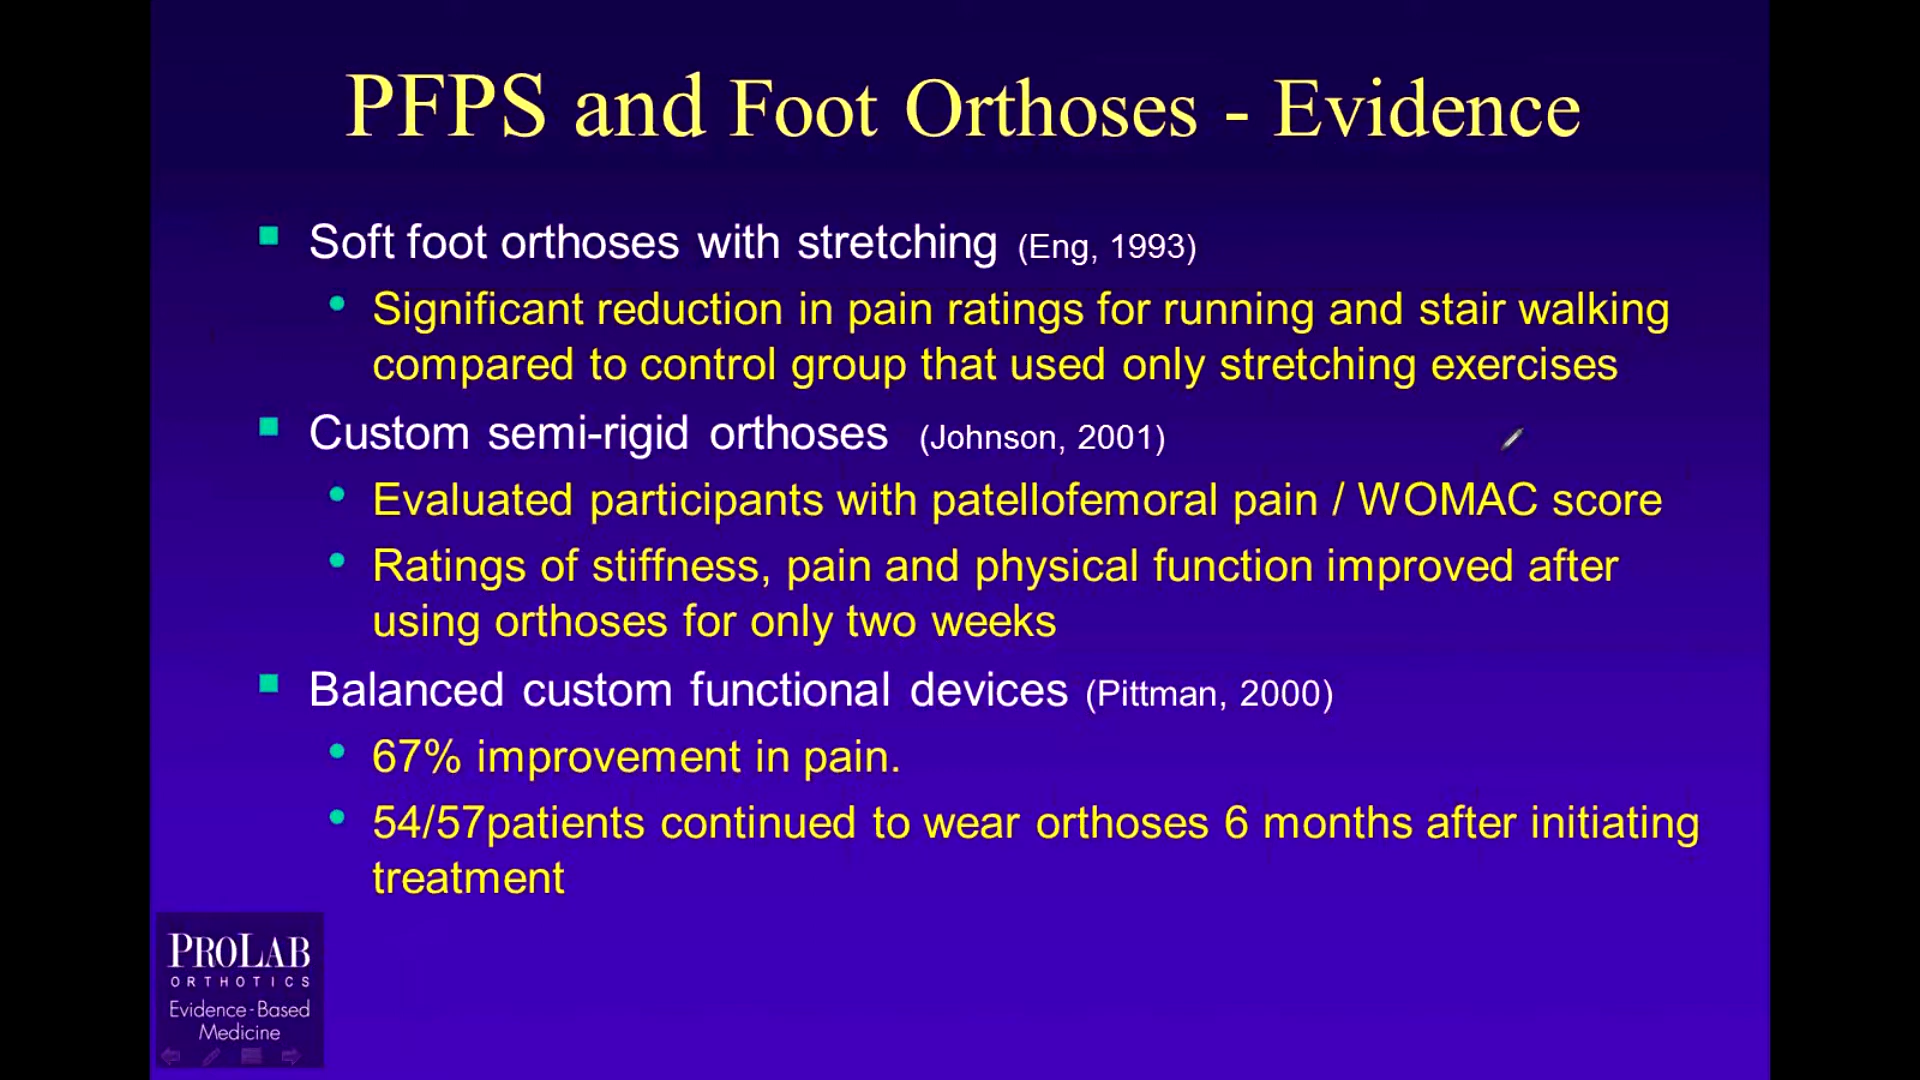 PFPS and Foot Orthoses - Evidence
Soft foot orthoses with stretching (Eng, 1993)
Significant reduction in pain ratings for running and stair walking
compared to control group that used only stretching exercises
Custom semi-rigid orthoses (Johnson, 2001)
Evaluated participants with patellofemoral pain / WOMAC score
Ratings of stiffness, pain and physical function improved after
using orthoses for only two weeks
Balanced custom functional devices (Pittman, 2000)
67% improvement in pain.
54/57patients continued to wear orthoses 6 months after initiating
treatment
PROLAB
ORTHOTICS
Evidence-Based
Medicine